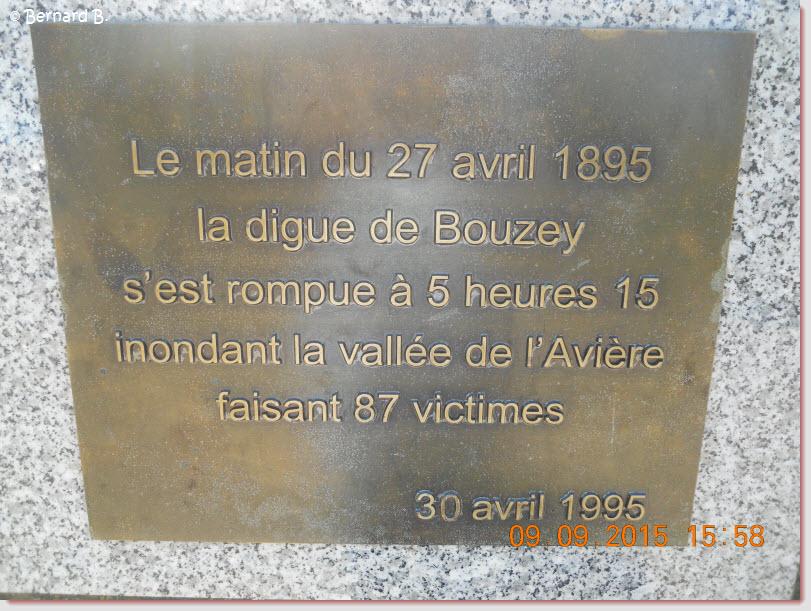 © Bernard B.
Le matin du 27 avril 1895
la digue de Bouzey
s'est rompue à 5 heures 15
inondant la vallée de l'Avière
faisant 87 victimes
30 avril 1995
09.09.2015 15:58